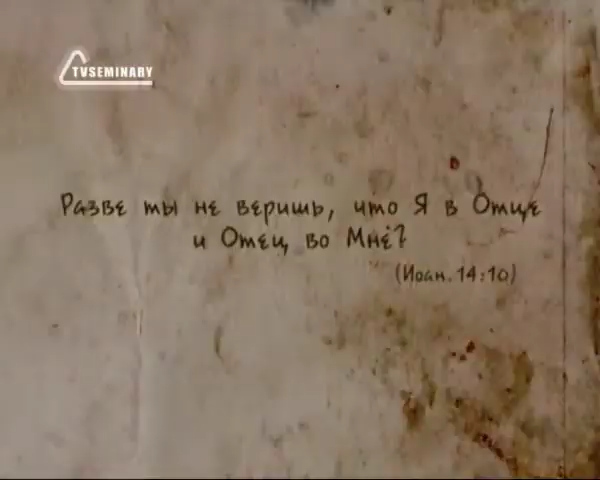 TVSEMINARY
Разве ты не веришь, что Я в Отце
и Отец во Мне?
(Иоан. 14:10)